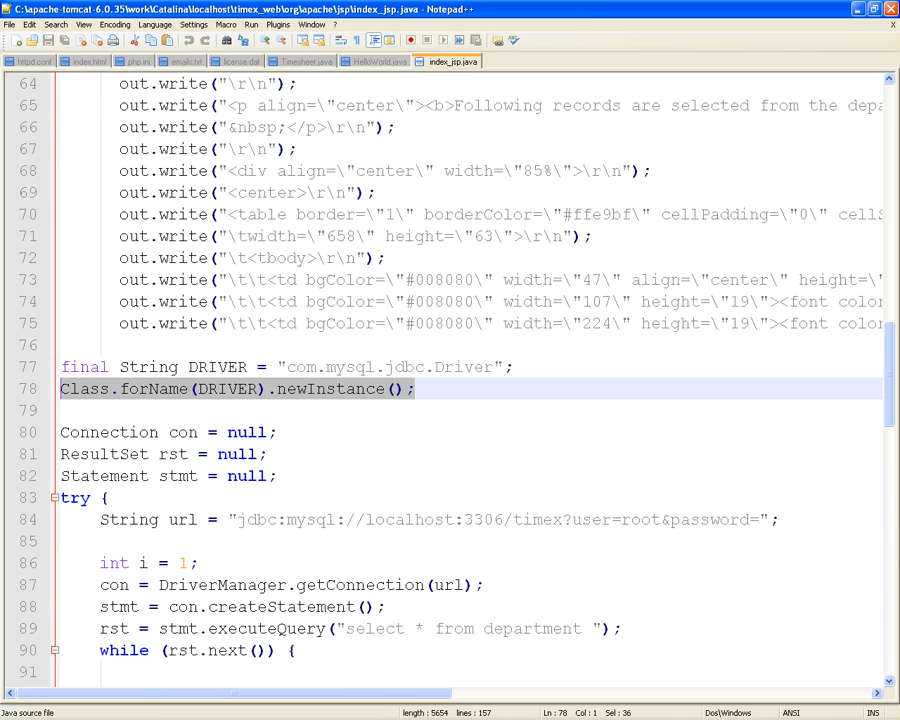 C:\apache-tomcat-6.0.35\work\Catalina\localhost\timex_web\org\apache\jsp\index_jsp.java - Notepad++
File Edit Search View Encoding Language Settings Macro Run Plugins Window ? X
httpd.conf index.html php.ini emails.txt license.dat Timesheet.java HelloWorld.java index_jsp.java
64 out.write("\r\n");
65 out.write("<p align=\"center\"><b>Following records are selected from the depa
66 out.write("&nbsp;</p>\r\n");
67 out.write("\r\n");
68 out.write("<div align=\"center\" width=\"85%\">\r\n");
69 out.write("<center>\r\n");
70 out.write("<table border=\"1\" borderColor=\"#ffe9bf\" cellPadding=\"0\" cellS
71 out.write("\twidth=\"658\" height=\"63\">\r\n");
72 out.write("\t<tbody>\r\n");
73 out.write("\t\t<td bgColor=\"#008080\" width=\"47\" align=\"center\" height=\"
74 out.write("\t\t<td bgColor=\"#008080\" width=\"107\" height=\"19\"><font color
75 out.write("\t\t<td bgColor=\"#008080\" width=\"224\" height=\"19\"><font color
76
77 final String DRIVER = "com.mysql.jdbc.Driver";
78 Class.forName(DRIVER).newInstance();
79
80 Connection con = null;
81 ResultSet rst = null;
82 Statement stmt = null;
83 try {
84 String url = "jdbc:mysql://localhost:3306/timex?user=root&password=";
85
86 int i = 1;
87 con = DriverManager.getConnection(url);
88 stmt = con.createStatement();
89 rst = stmt.executeQuery("select * from department ");
90 while (rst.next()) {
91
Java source file length : 5654 lines : 157 Ln : 78 Col : 1 Sel : 36 Dos\Windows ANSI INS